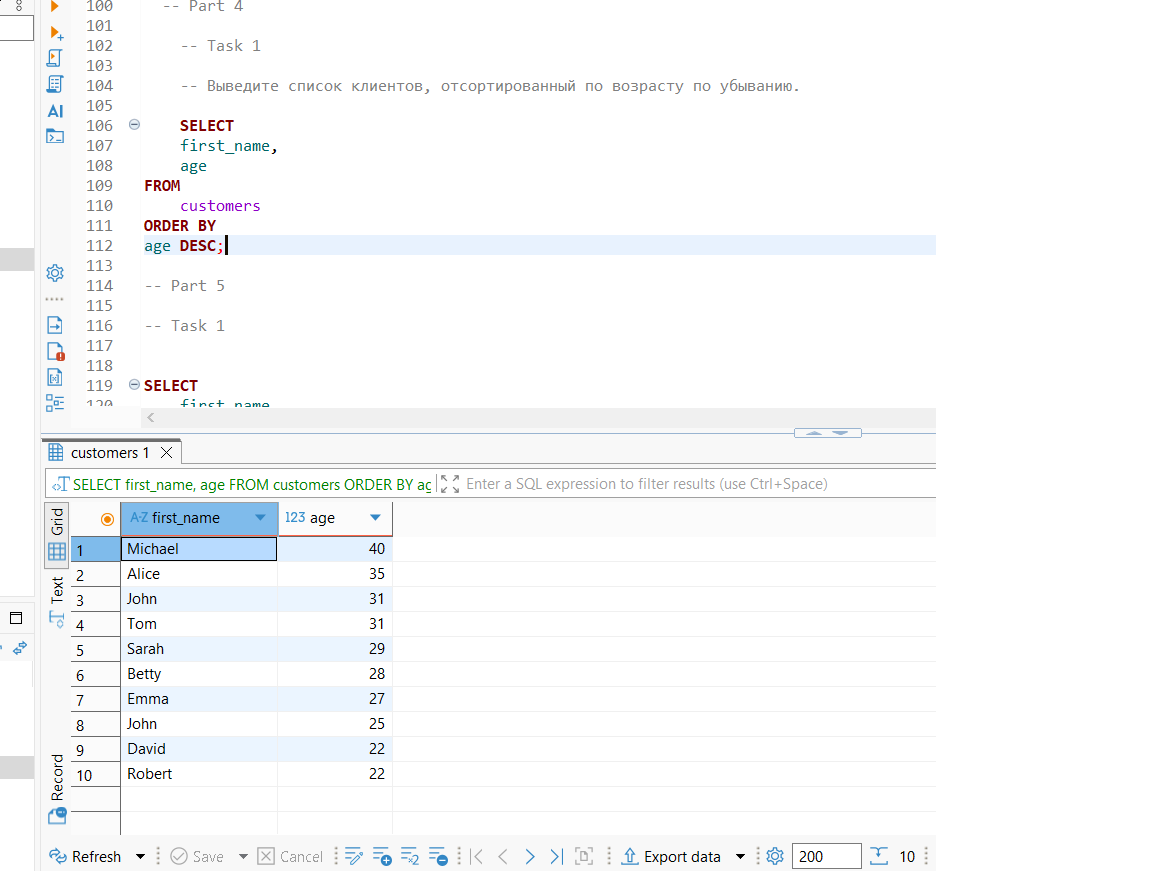 100 -- Part 4
101
102 -- Task 1
103
104 -- Выведите список клиентов, отсортированный по возрасту по убыванию.
105
106 SELECT
107 first_name,
108 age
109 FROM
110 customers
111 ORDER BY
112 age DESC;
113
114 -- Part 5
115
116 -- Task 1
117
118
119 SELECT
120 first_name
AI
customers 1
SELECT first_name, age FROM customers ORDER BY ag
Enter a SQL expression to filter results (use Ctrl+Space)
Grid
Text
Record
A-Z first_name 123 age
1 Michael 40
2 Alice 35
3 John 31
4 Tom 31
5 Sarah 29
6 Betty 28
7 Emma 27
8 John 25
9 David 22
10 Robert 22
Refresh Save Cancel Export data 200 10